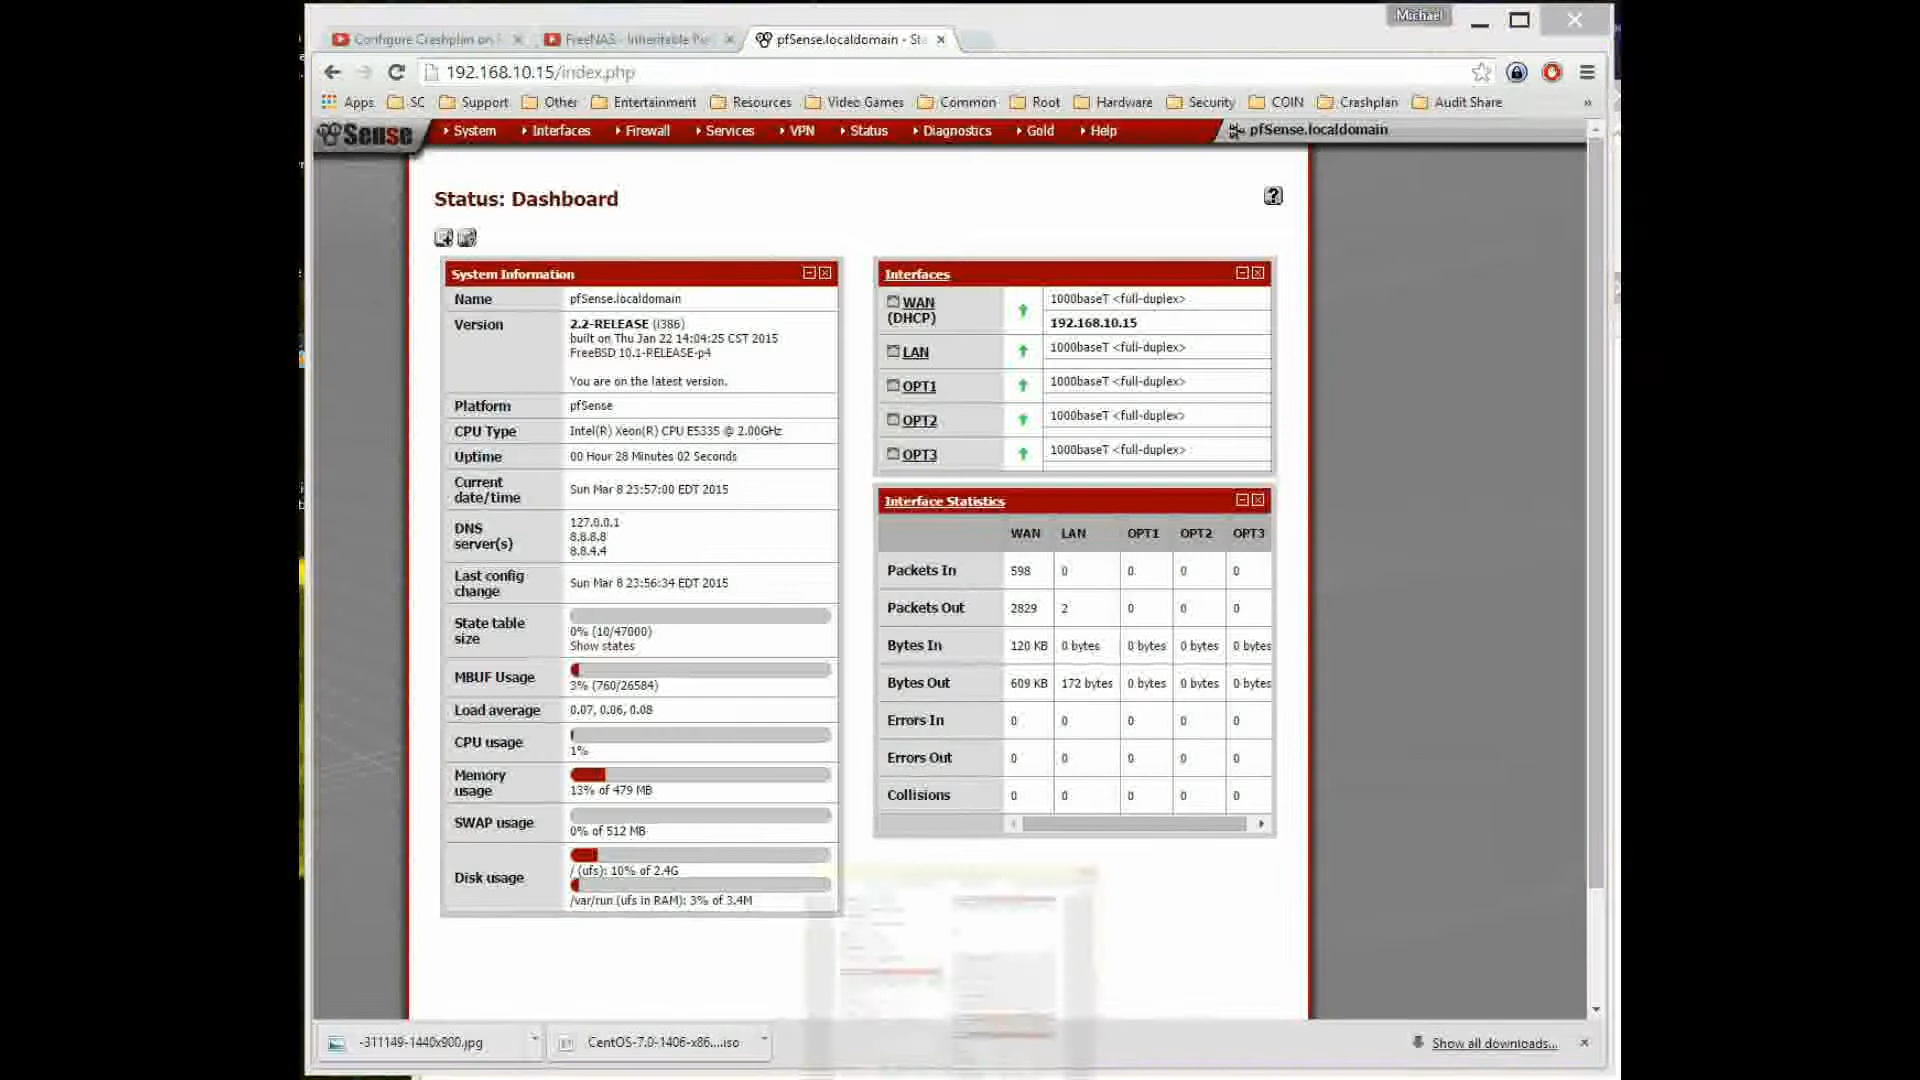 Michael
Configure Crashplan on
FreeNAS - Inheritable Pe
pfSense.localdomain - Sta
192.168.10.15/index.php
Apps SC Support Other Entertainment Resources Video Games Common Root Hardware Security COIN Crashplan Audit Share »
Sense System Interfaces Firewall Services VPN Status Diagnostics Gold Help pfSense.localdomain
Status: Dashboard
System Information
Name pfSense.localdomain
Version 2.2-RELEASE (i386)
built on Thu Jan 22 14:04:25 CST 2015
FreeBSD 10.1-RELEASE-p4
You are on the latest version.
Platform pfSense
CPU Type Intel(R) Xeon(R) CPU E5335 @ 2.00GHz
Uptime 00 Hour 28 Minutes 02 Seconds
Current date/time Sun Mar 8 23:57:00 EDT 2015
DNS server(s) 127.0.0.1
8.8.8.8
8.8.4.4
Last config change Sun Mar 8 23:56:34 EDT 2015
State table size 0% (10/47000)
Show states
MBUF Usage 3% (760/26584)
Load average 0.07, 0.06, 0.08
CPU usage 1%
Memory usage 13% of 479 MB
SWAP usage 0% of 512 MB
Disk usage / (ufs): 10% of 2.4G
/var/run (ufs in RAM): 3% of 3.4M
Interfaces
WAN (DHCP) 1000baseT <full-duplex>
192.168.10.15
LAN 1000baseT <full-duplex>
OPT1 1000baseT <full-duplex>
OPT2 1000baseT <full-duplex>
OPT3 1000baseT <full-duplex>
Interface Statistics
WAN LAN OPT1 OPT2 OPT3
Packets In 598 0 0 0 0
Packets Out 2829 2 0 0 0
Bytes In 120 KB 0 bytes 0 bytes 0 bytes 0 bytes
Bytes Out 609 KB 172 bytes 0 bytes 0 bytes 0 bytes
Errors In 0 0 0 0 0
Errors Out 0 0 0 0 0
Collisions 0 0 0 0 0
-311149-1440x900.jpg
CentOS-7.0-1406-x86....iso
Show all downloads...